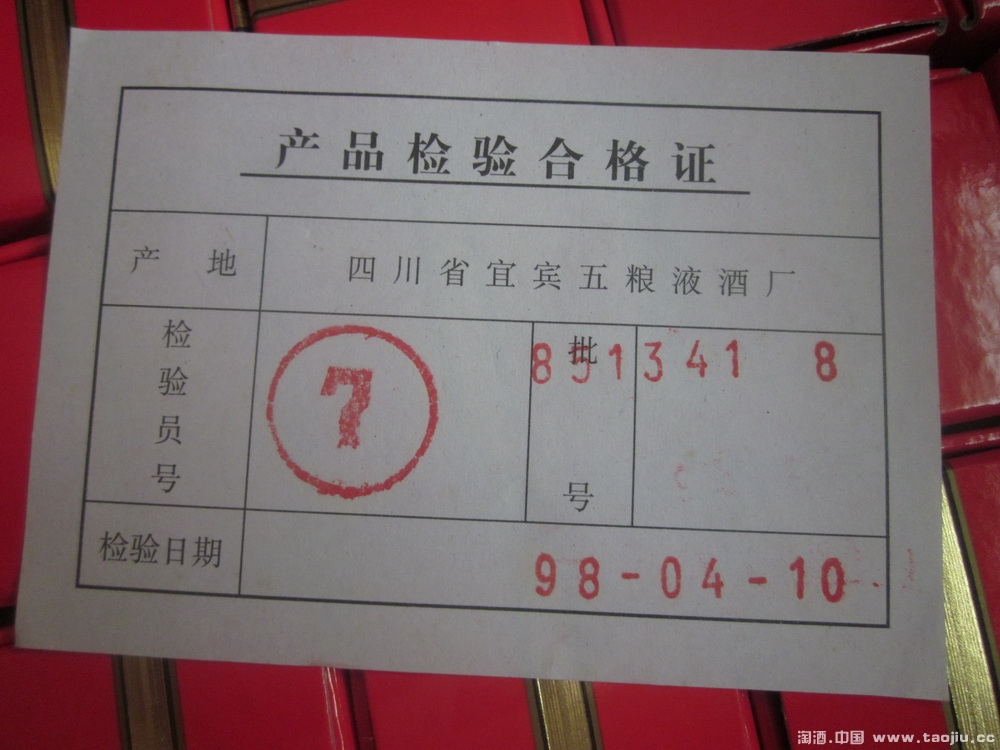 产品检验合格证
产 地 四川省宜宾五粮液酒厂
检验员号 7 批号 851341 8
检验日期 98-04-10
淘酒.中国 www.taojiu.cc